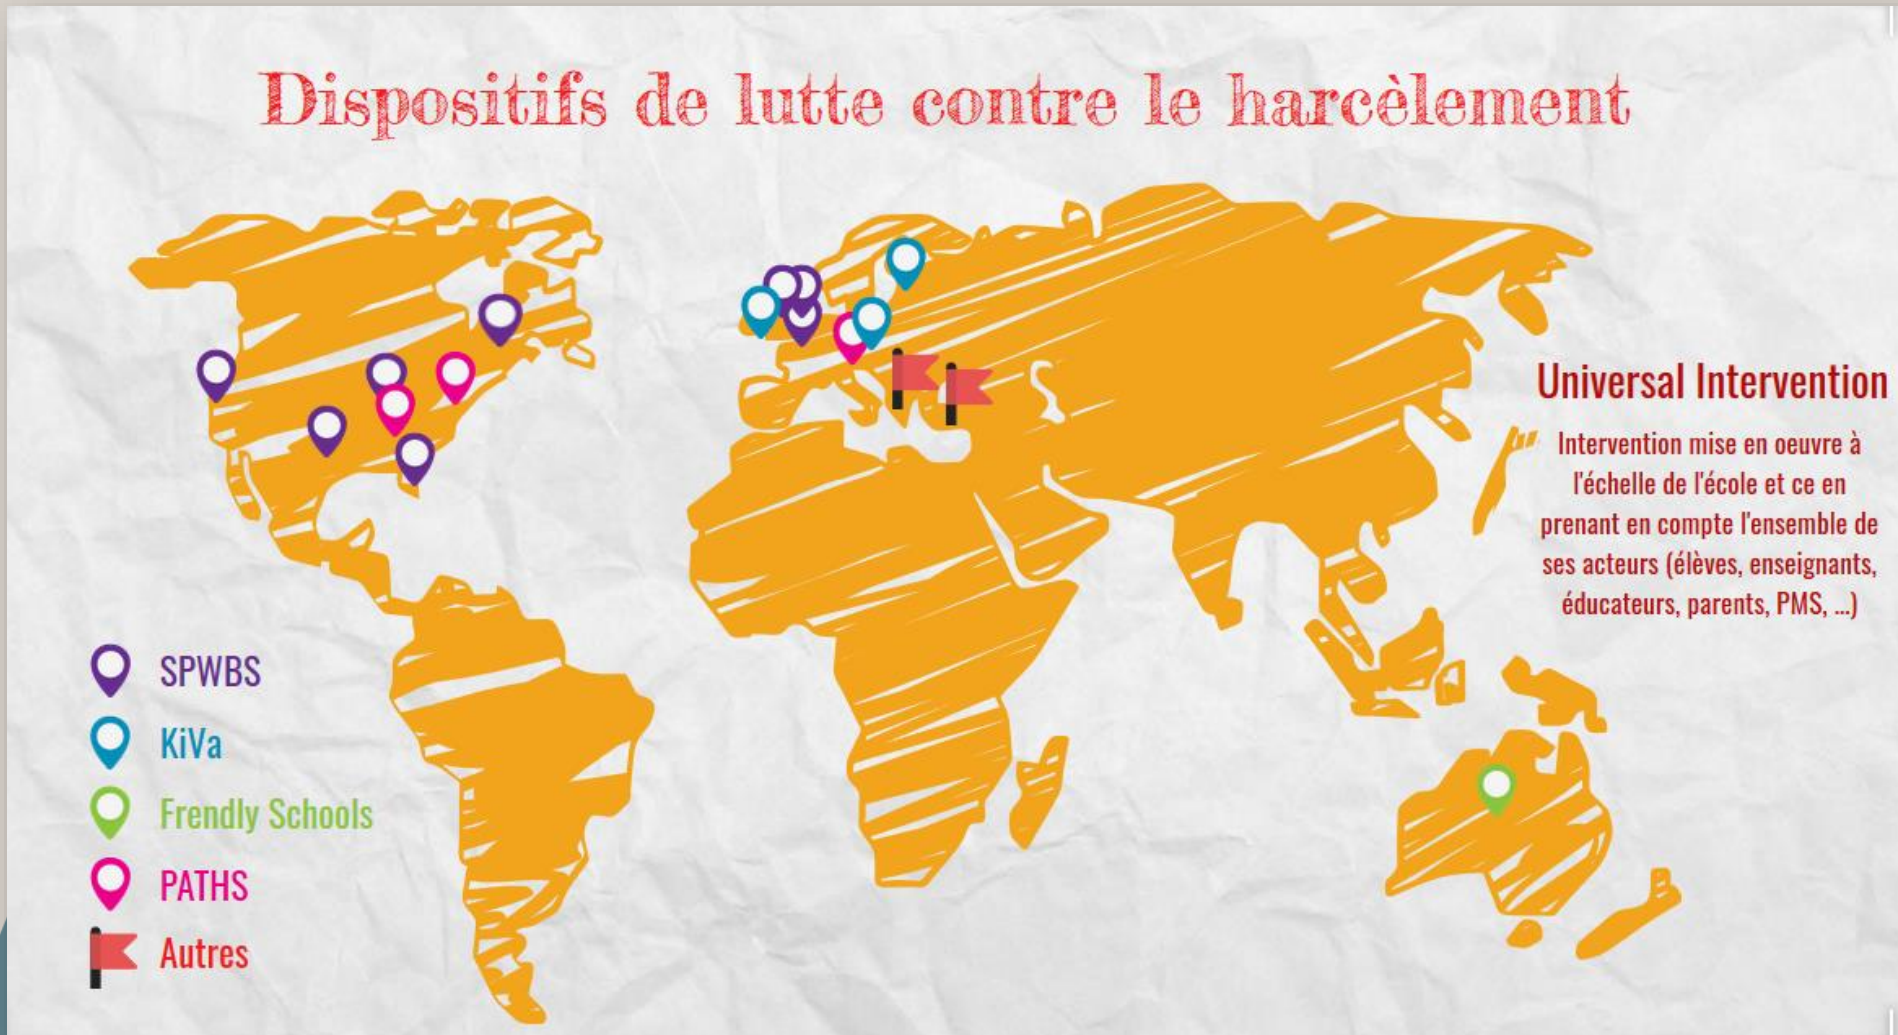 Dispositifs de lutte contre le harcèlement
Universal Intervention
Intervention mise en oeuvre à
l'échelle de l'école et ce en
prenant en compte l'ensemble de
ses acteurs (élèves, enseignants,
éducateurs, parents, PMS, ...)
SPWBS
KiVa
Frendly Schools
PATHS
Autres